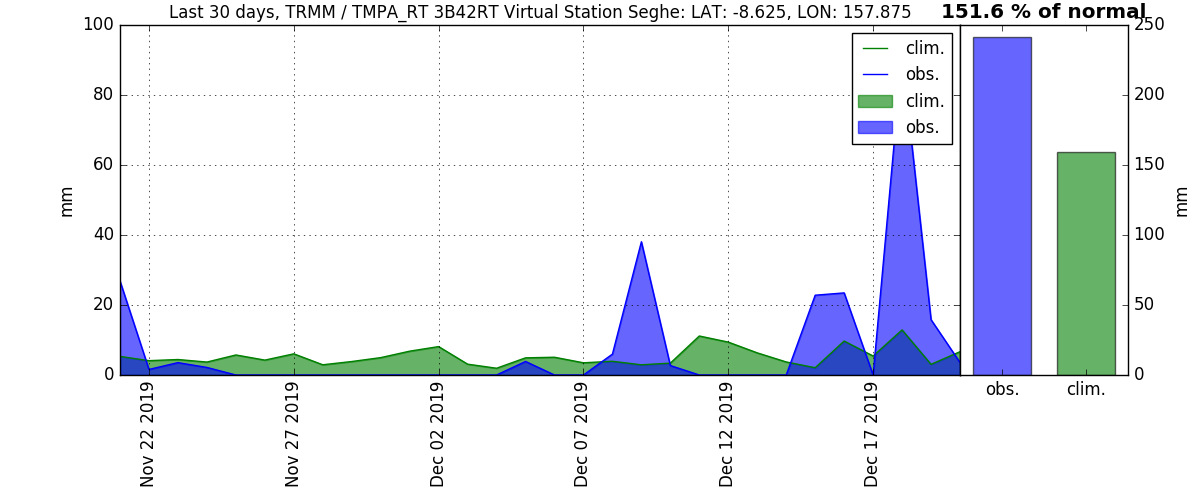 Last 30 days, TRMM / TMPA_RT 3B42RT Virtual Station Seghe: LAT: -8.625, LON: 157.875
151.6 % of normal
100
80
60
40
20
0
mm
clim.
obs.
clim.
obs.
Nov 22 2019
Nov 27 2019
Dec 02 2019
Dec 07 2019
Dec 12 2019
Dec 17 2019
250
200
150
100
50
0
mm
obs.
clim.